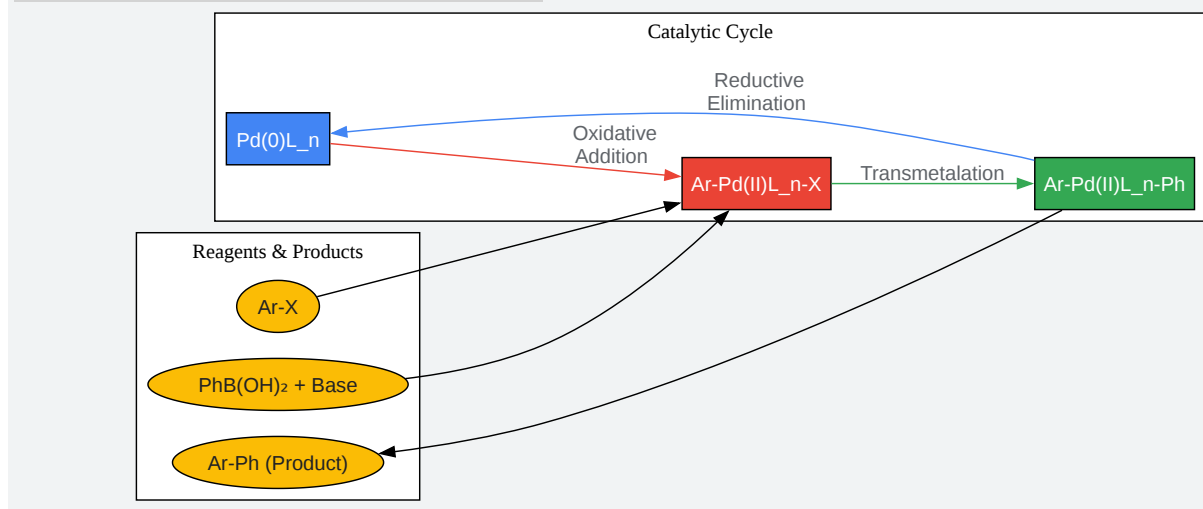 Catalytic Cycle
Reductive
Elimination
Pd(0)L_n
Oxidative
Addition
Ar-Pd(II)L_n-X
Transmetalation
Ar-Pd(II)L_n-Ph
Reagents & Products
Ar-X
PhB(OH)₂ + Base
Ar-Ph (Product)